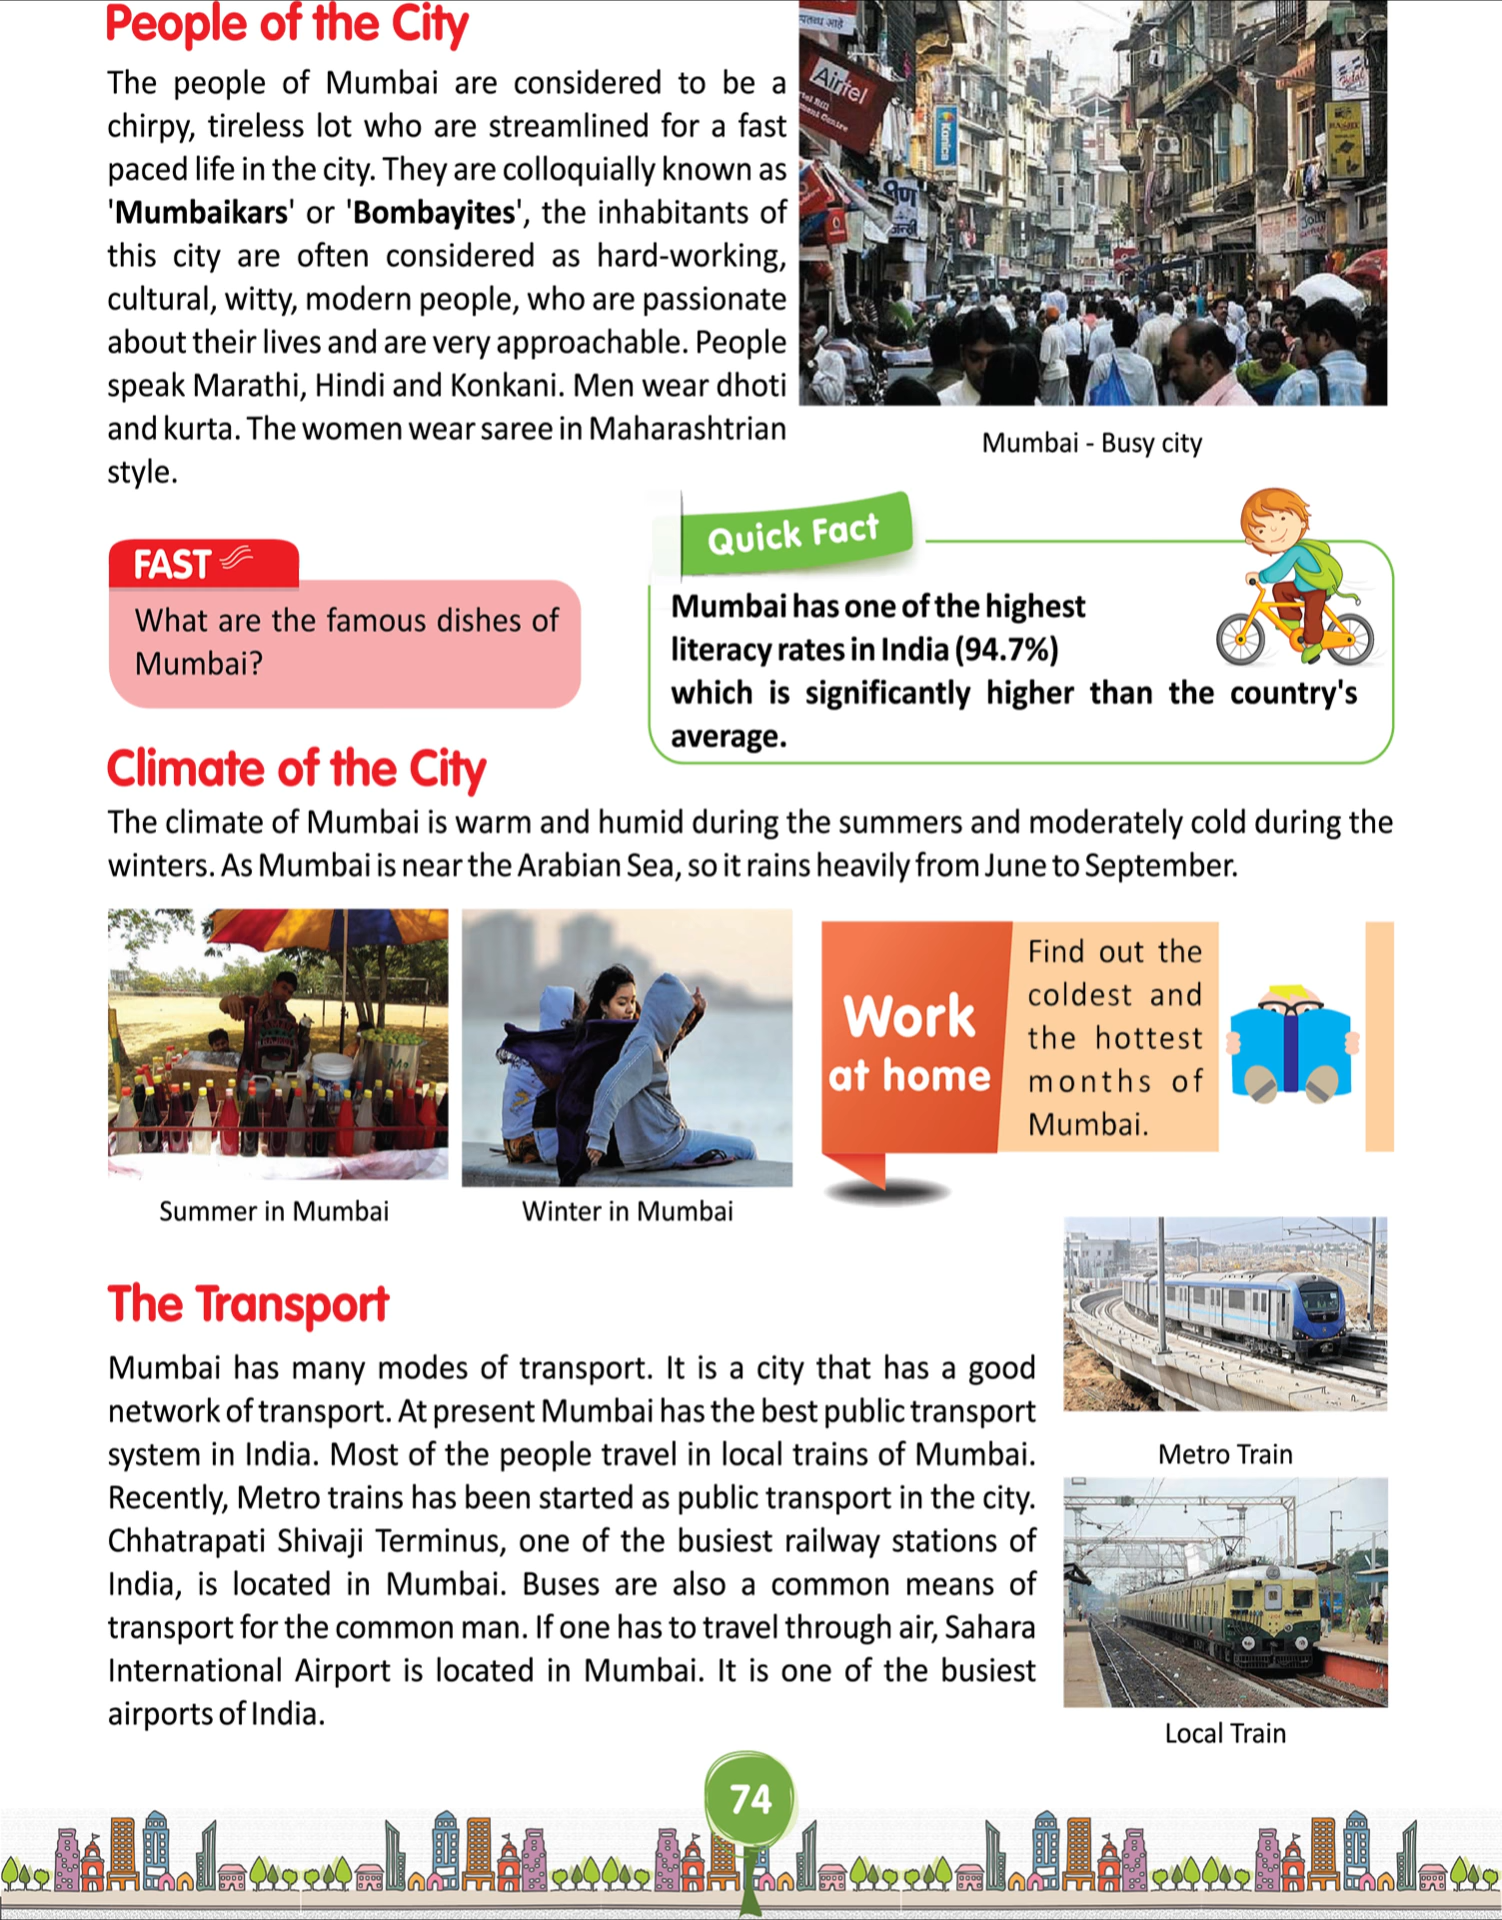 People of the City
The people of Mumbai are considered to be a
chirpy, tireless lot who are streamlined for a fast
paced life in the city. They are colloquially known as
'Mumbaikars' or 'Bombayites', the inhabitants of
this city are often considered as hard-working,
cultural, witty, modern people, who are passionate
about their lives and are very approachable. People
speak Marathi, Hindi and Konkani. Men wear dhoti
and kurta. The women wear saree in Maharashtrian
style.
Airtel
Konica
Mumbai - Busy city
FAST
What are the famous dishes of
Mumbai?
Quick Fact
Mumbai has one of the highest
literacy rates in India (94.7%)
which is significantly higher than the country's
average.
Climate of the City
The climate of Mumbai is warm and humid during the summers and moderately cold during the
winters. As Mumbai is near the Arabian Sea, so it rains heavily from June to September.
Summer in Mumbai
Winter in Mumbai
Work
at home
Find out the
coldest and
the hottest
months of
Mumbai.
The Transport
Mumbai has many modes of transport. It is a city that has a good
network of transport. At present Mumbai has the best public transport
system in India. Most of the people travel in local trains of Mumbai.
Recently, Metro trains has been started as public transport in the city.
Chhatrapati Shivaji Terminus, one of the busiest railway stations of
India, is located in Mumbai. Buses are also a common means of
transport for the common man. If one has to travel through air, Sahara
International Airport is located in Mumbai. It is one of the busiest
airports of India.
Metro Train
Local Train
74